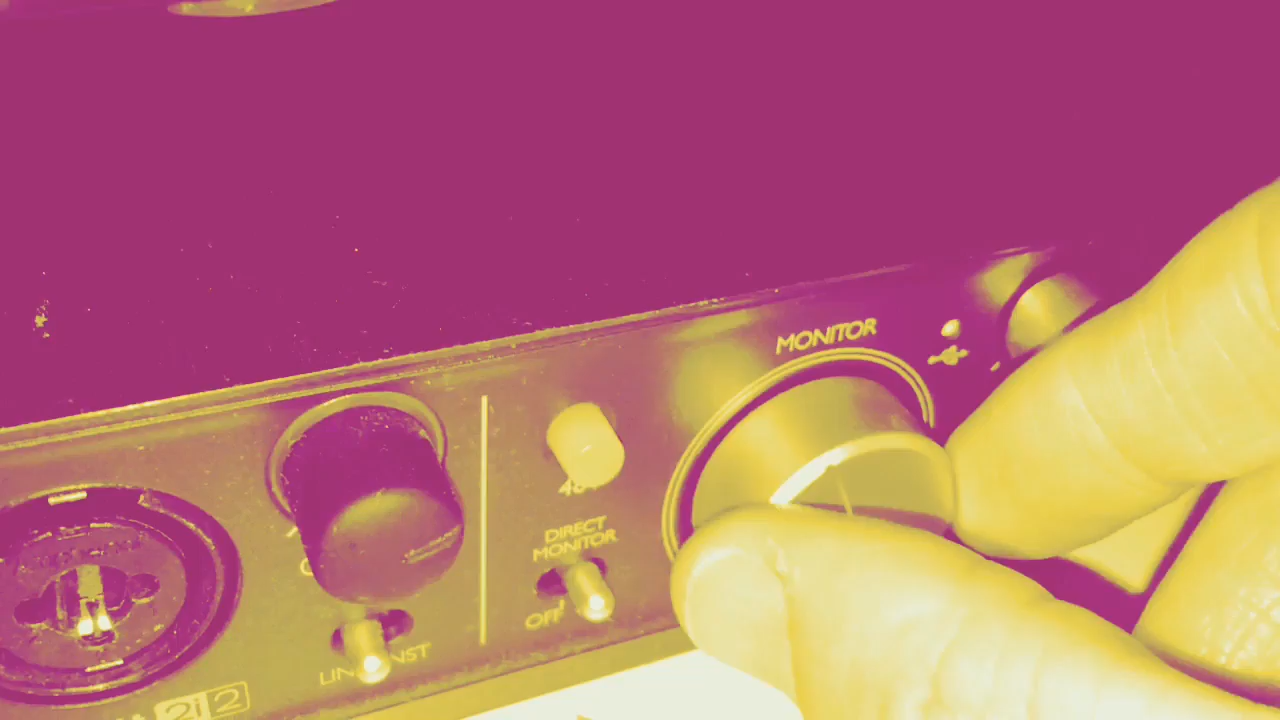 MONITOR
48V
DIRECT
MONITOR
OFF
LINE
INST
2i2